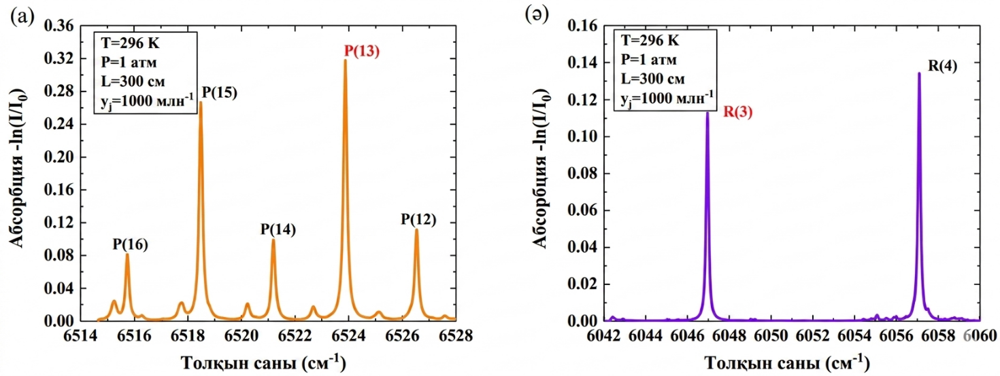 (а)
0.36
0.32
0.28
0.24
0.20
0.16
0.12
0.08
0.04
0.00
Абсорбция -ln(I/I₀)
T=296 K
P=1 атм
L=300 см
yⱼ=1000 млн⁻¹
P(16)
P(15)
P(14)
P(13)
P(12)
6514 6516 6518 6520 6522 6524 6526 6528
Толқын саны (см⁻¹)
(ә)
0.16
0.14
0.12
0.10
0.08
0.06
0.04
0.02
0.00
Абсорбция -ln(I/I₀)
T=296 K
P=1 атм
L=300 см
yⱼ=1000 млн⁻¹
R(3)
R(4)
6042 6044 6046 6048 6050 6052 6054 6056 6058 6060
Толқын саны (см⁻¹)